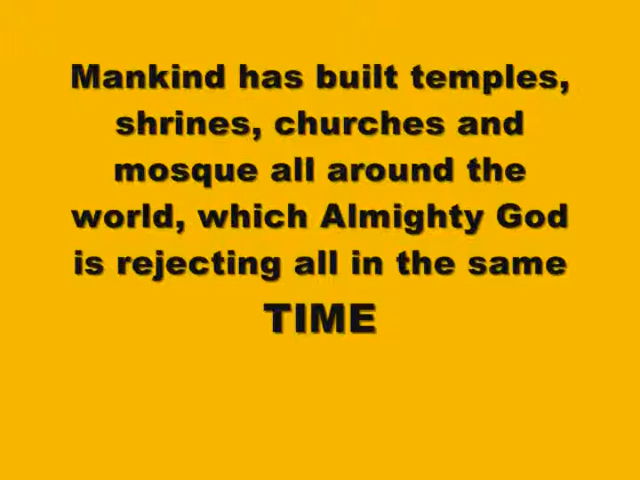 Mankind has built temples,
shrines, churches and
mosque all around the
world, which Almighty God
is rejecting all in the same
TIME